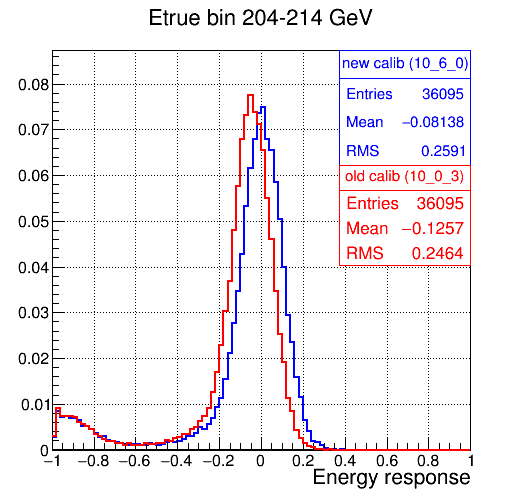 Etrue bin 204-214 GeV
new calib (10_6_0)
Entries 36095
Mean −0.08138
RMS 0.2591
old calib (10_0_3)
Entries 36095
Mean −0.1257
RMS 0.2464
0.08
0.07
0.06
0.05
0.04
0.03
0.02
0.01
0
−1 −0.8 −0.6 −0.4 −0.2 0 0.2 0.4 0.6 0.8 1
Energy response